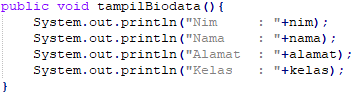 public void tampilBiodata(){
    System.out.println("Nim    : "+nim);
    System.out.println("Nama   : "+nama);
    System.out.println("Alamat : "+alamat);
    System.out.println("Kelas  : "+kelas);
}